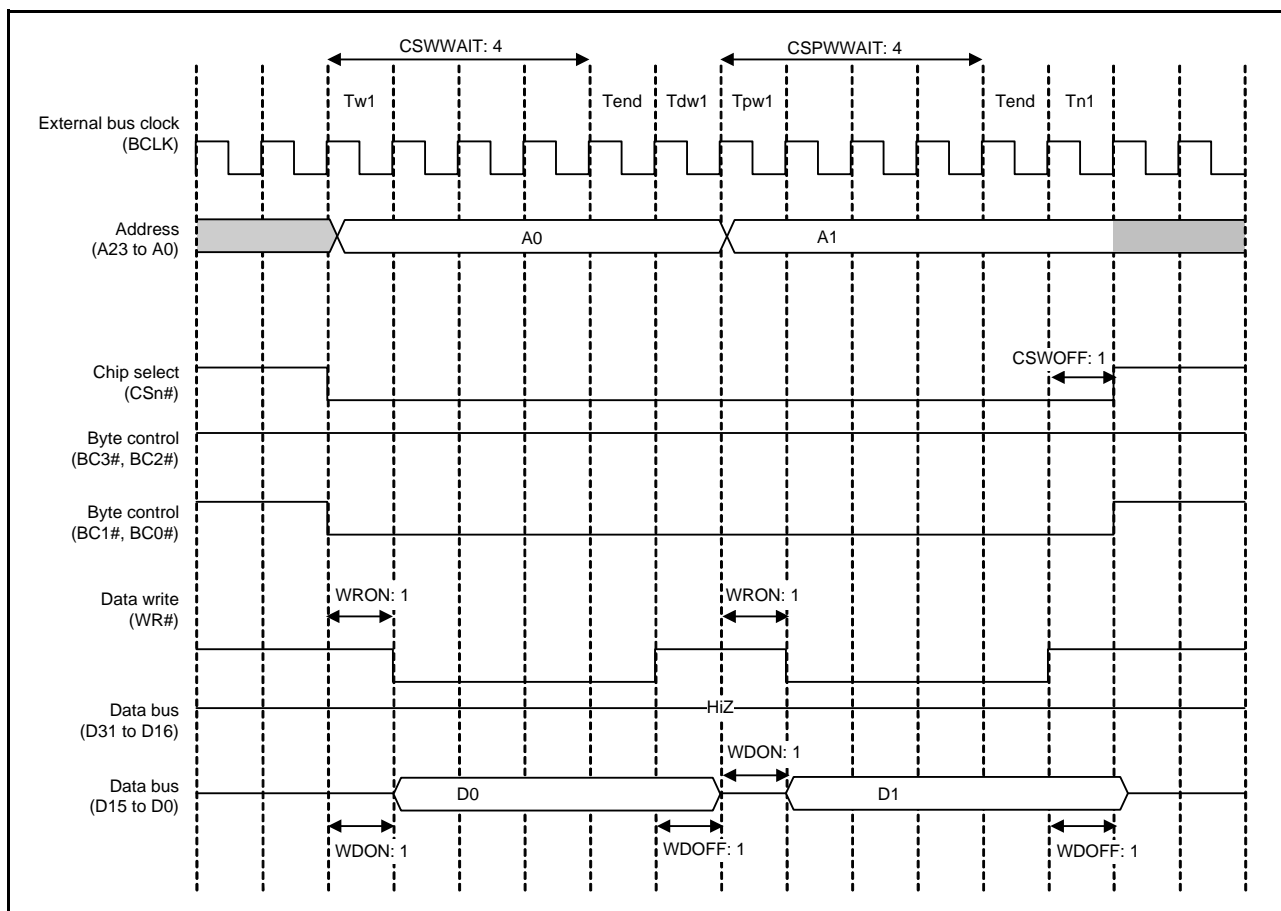 CSWWAIT: 4
CSPWWAIT: 4
Tw1
Tend
Tdw1
Tpw1
Tend
Tn1
External bus clock
(BCLK)
Address
(A23 to A0)
A0
A1
CSWOFF: 1
Chip select
(CSn#)
Byte control
(BC3#, BC2#)
Byte control
(BC1#, BC0#)
Data write
(WR#)
WRON: 1
WRON: 1
Data bus
(D31 to D16)
HiZ
WDON: 1
Data bus
(D15 to D0)
D0
D1
WDON: 1
WDOFF: 1
WDOFF: 1